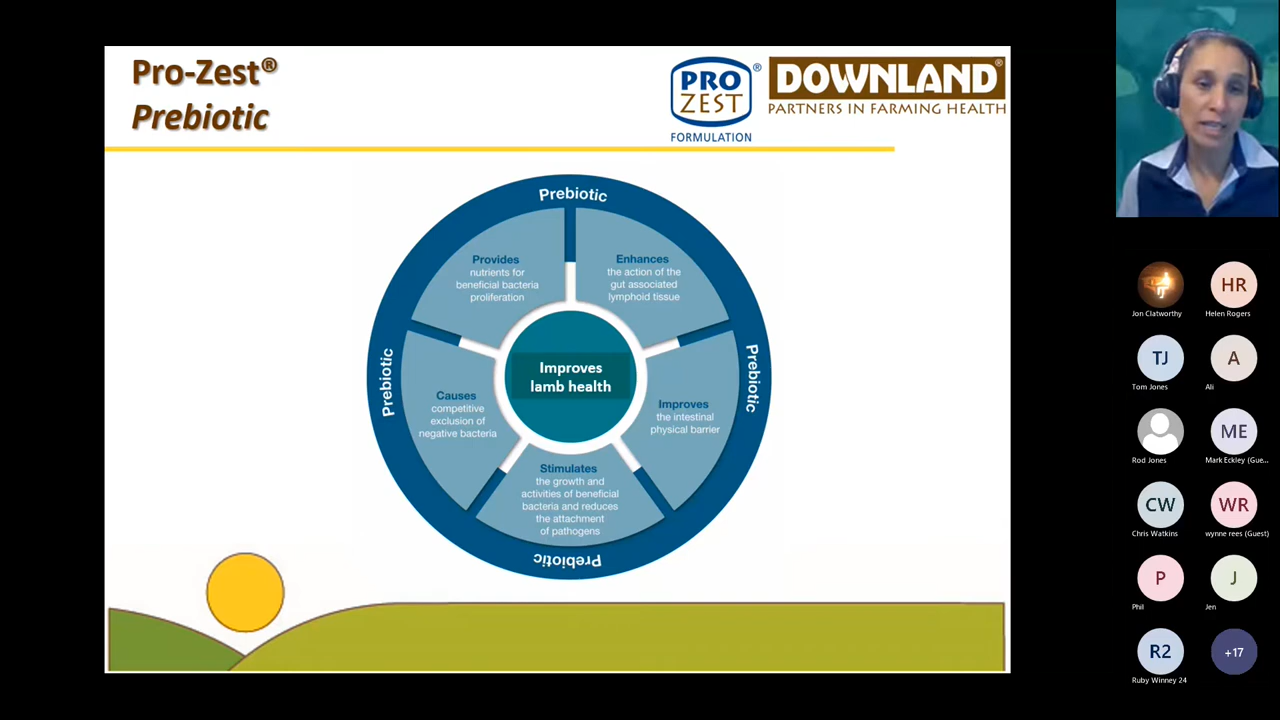 Pro-Zest®
Prebiotic
PRO
ZEST
®
FORMULATION
DOWNLAND®
PARTNERS IN FARMING HEALTH
Prebiotic
Provides
nutrients for
beneficial bacteria
proliferation
Enhances
the action of the
gut associated
lymphoid tissue
Prebiotic
Prebiotic
Improves
lamb health
Causes
competitive
exclusion of
negative bacteria
Improves
the intestinal
physical barrier
Stimulates
the growth and
activities of beneficial
bacteria and reduces
the attachment
of pathogens
Prebiotic
Jon Clatworthy
HR
Helen Rogers
TJ
Tom Jones
A
Ali
Rod Jones
ME
Mark Eckley (Gue...
CW
Chris Watkins
WR
wynne rees (Guest)
P
Phil
J
Jen
R2
Ruby Winney 24
+17